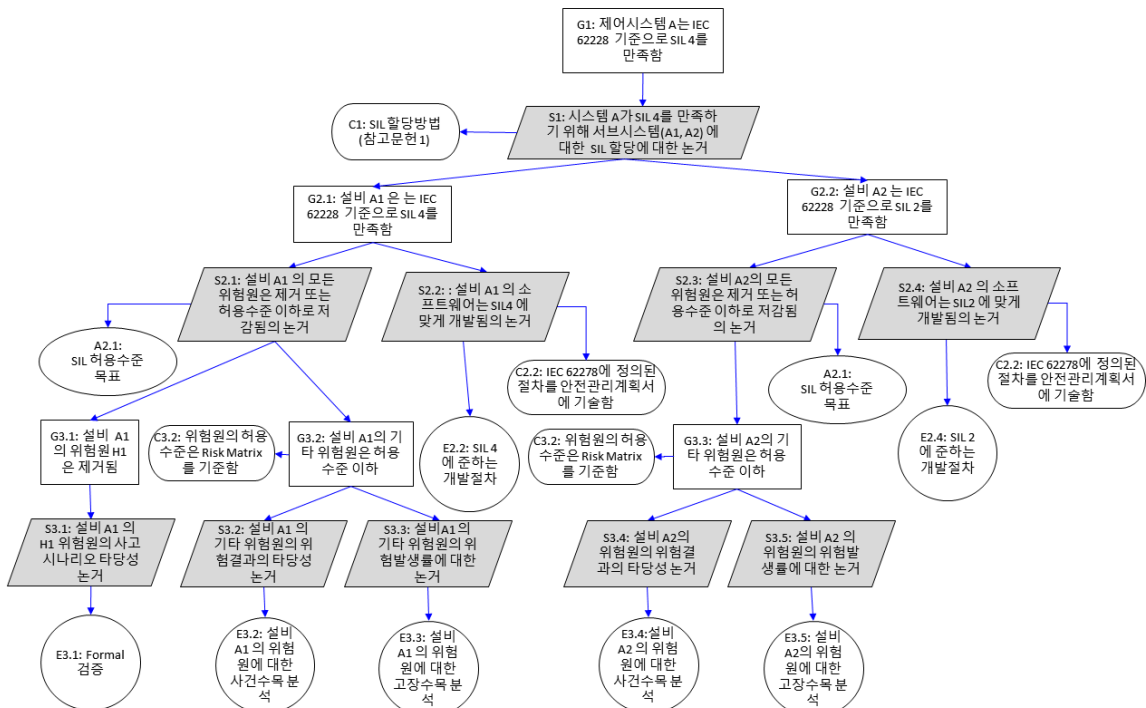 G1: 제어시스템 A는 IEC
62228 기준으로 SIL 4를
만족함
C1: SIL 할당방법
(참고문헌 1)
S1: 시스템 A가 SIL 4를 만족하
기 위해 서브시스템(A1, A2) 에
대한 SIL 할당에 대한 논거
G2.1: 설비 A1 은 는 IEC
62228 기준으로 SIL 4를
만족함
G2.2: 설비 A2 는 IEC
62228 기준으로 SIL 2를
만족함
S2.1: 설비 A1 의 모든
위험원은 제거 또는
허용수준 이하로 저
감됨의 논거
S2.2: : 설비 A1 의 소
프트웨어는 SIL4 에
맞게 개발됨의 논거
S2.3: 설비 A2의 모든
위험원은 제거 또는 허
용수준 이하로 저감됨
의 논거
S2.4: 설비 A2 의 소프
트웨어는 SIL2 에 맞게
개발됨의 논거
A2.1:
SIL 허용수준
목표
C2.2: IEC 62278에 정의된
절차를 안전관리계획서
에 기술함
A2.1:
SIL 허용수준
목표
C2.2: IEC 62278에 정의된
절차를 안전관리계획서
에 기술함
G3.1: 설비 A1
의 위험원 H1
은 제거됨
C3.2: 위험원의 허용
수준은 Risk Matrix
를 기준함
G3.2: 설비 A1의 기
타 위험원은 허용
수준 이하
E2.2: SIL 4
에 준하는
개발절차
C3.2: 위험원의 허용
수준은 Risk Matrix
를 기준함
G3.3: 설비 A2의 기
타 위험원은 허용
수준 이하
E2.4: SIL 2
에 준하는
개발절차
S3.1: 설비 A1 의
H1 위험원의 사고
시나리오 타당성
논거
S3.2: 설비 A1 의
기타 위험원의 위
험결과의 타당성
논거
S3.3: 설비 A1의
기타 위험원의 위
험발생률에 대한
논거
S3.4: 설비 A2의
위험원의 위험결
과의 타당성 논거
S3.5: 설비 A2 의
위험원의 위험발
생률에 대한 논거
E3.1: Formal
검증
E3.2: 설비
A1 의 위험
원에 대한
사건수목 분
석
E3.3: 설비
A1 의 위험
원에 대한
고장수목 분
석
E3.4:설비
A2 의 위험
원에 대한
사건수목 분
석
E3.5: 설비
A2의 위험
원에 대한
고장수목 분
석